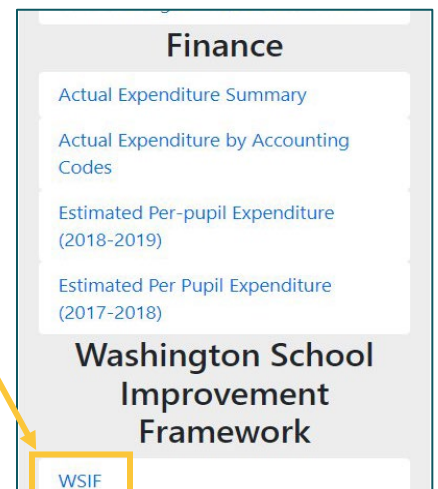 Finance
Actual Expenditure Summary
Actual Expenditure by Accounting
Codes
Estimated Per-pupil Expenditure
(2018-2019)
Estimated Per Pupil Expenditure
(2017-2018)
Washington School
Improvement
Framework
WSIF